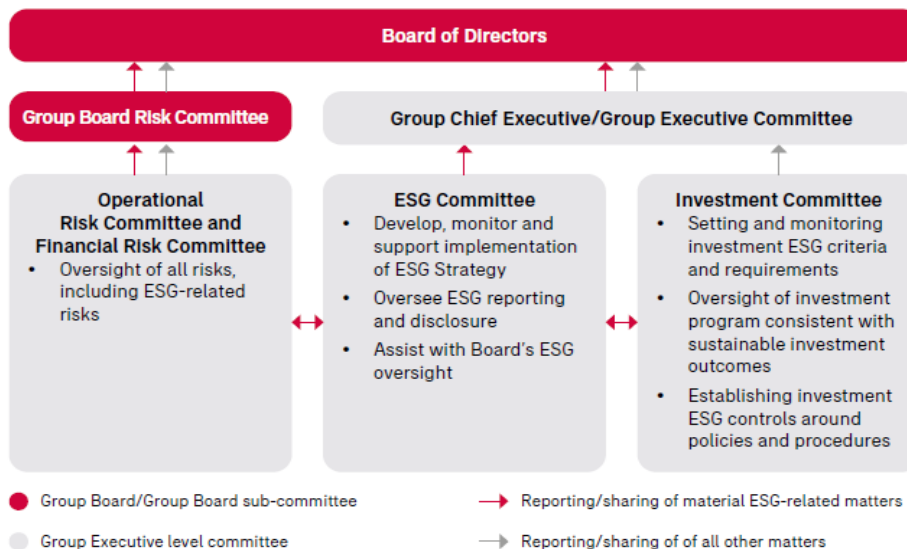 Board of Directors
Group Board Risk Committee
Group Chief Executive/Group Executive Committee
Operational
Risk Committee and
Financial Risk Committee
• Oversight of all risks,
including ESG-related
risks
ESG Committee
• Develop, monitor and
support implementation
of ESG Strategy
• Oversee ESG reporting
and disclosure
• Assist with Board's ESG
oversight
Investment Committee
• Setting and monitoring
investment ESG criteria
and requirements
• Oversight of investment
program consistent with
sustainable investment
outcomes
• Establishing investment
ESG controls around
policies and procedures
Group Board/Group Board sub-committee
Reporting/sharing of material ESG-related matters
Group Executive level committee
Reporting/sharing of of all other matters